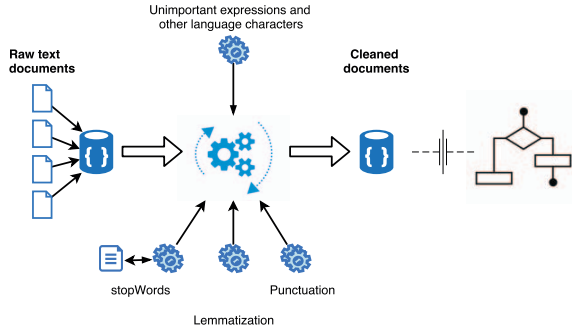 Unimportant expressions and
other language characters
Raw text
documents
Cleaned
documents
{ }
{ }
stopWords
Punctuation
Lemmatization